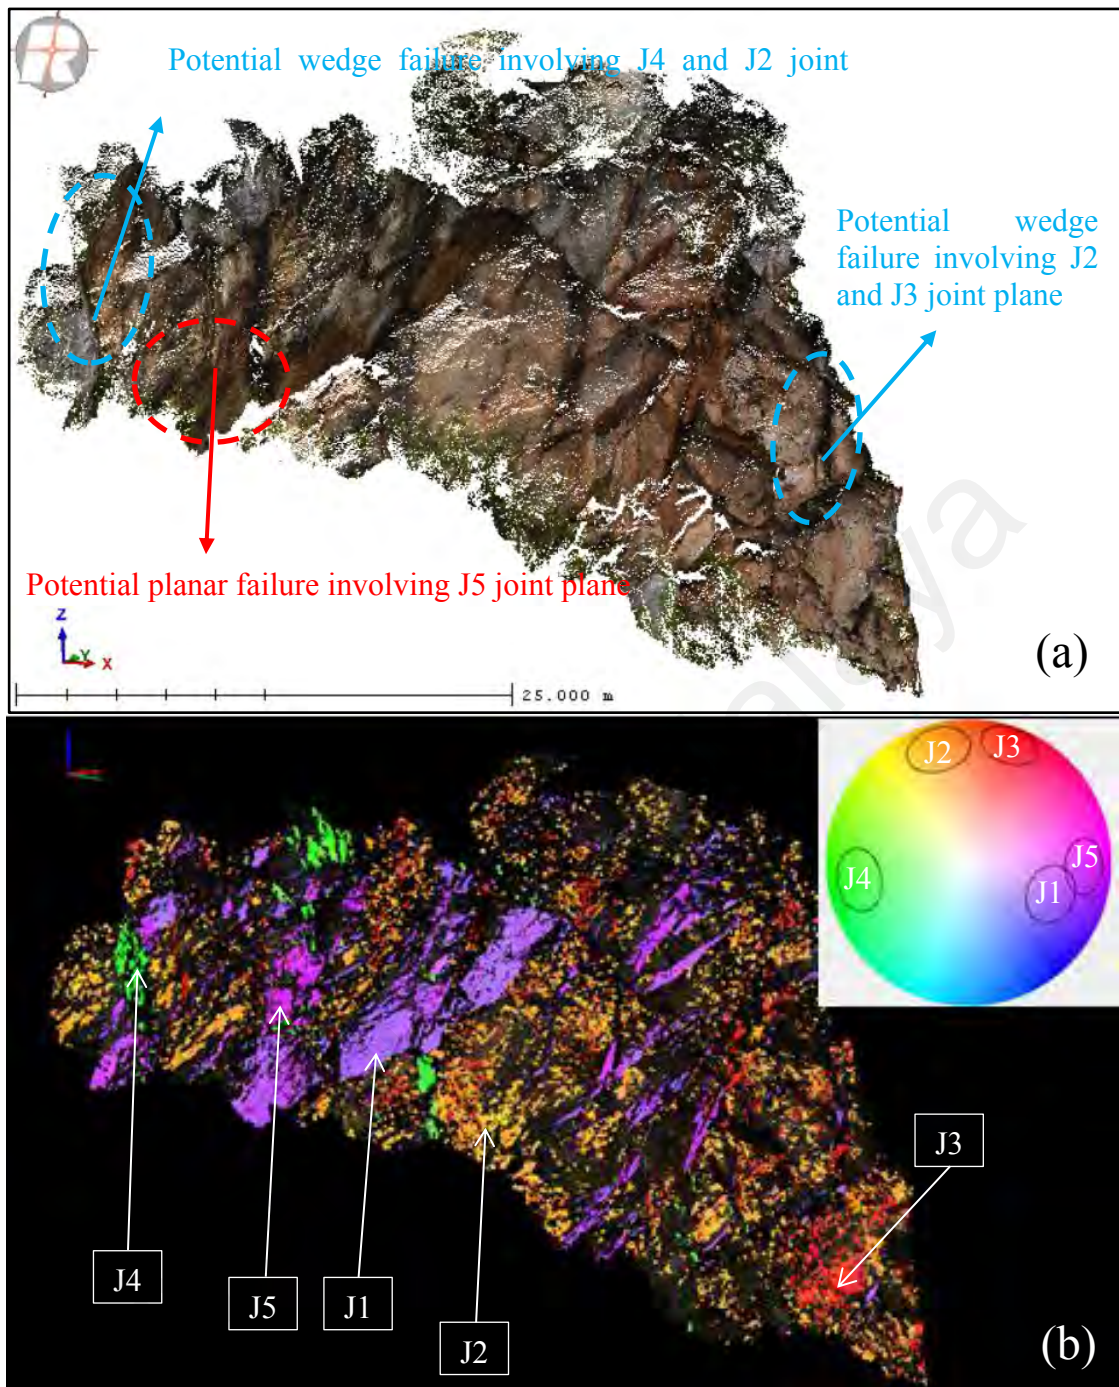 Potential wedge failure involving J4 and J2 joint
Potential wedge
failure involving J2
and J3 joint plane
Potential planar failure involving J5 joint plane
Z
Y
X
25.000 m
(a)
J2
J3
J5
J4
J1
J3
J4
J5
J1
J2
(b)